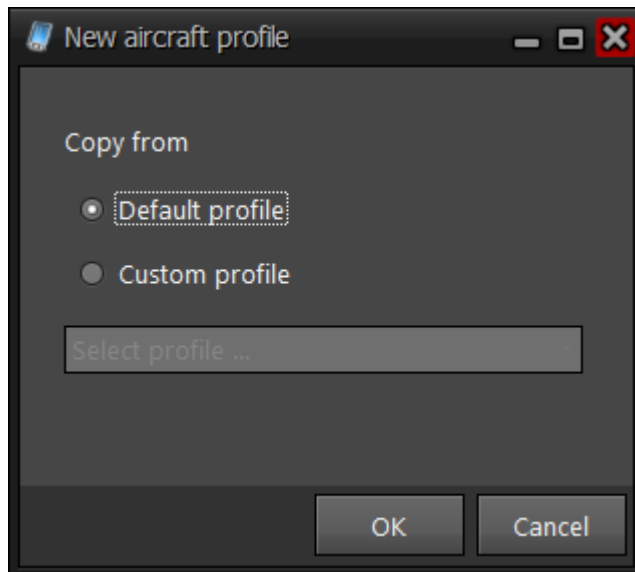 New aircraft profile
Copy from
Default profile
Custom profile
Select profile ...
OK
Cancel